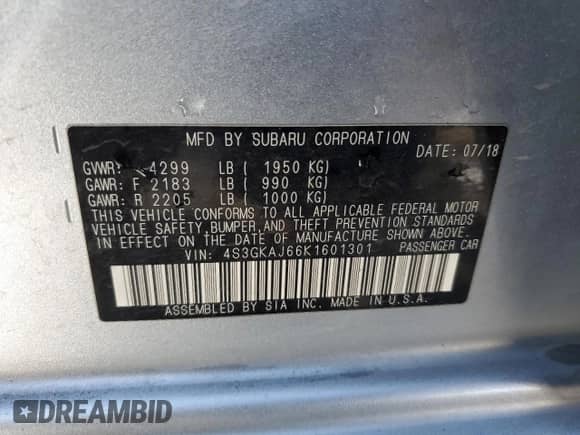 MFD BY SUBARU CORPORATION
DATE: 07/18
GVWR: 4299 LB ( 1950 KG)
GAWR: F 2183 LB ( 990 KG)
GAWR: R 2205 LB ( 1000 KG)
THIS VEHICLE CONFORMS TO ALL APPLICABLE FEDERAL MOTOR
VEHICLE SAFETY, BUMPER, AND THEFT PREVENTION STANDARDS
IN EFFECT ON THE DATE OF MANUFACTURE SHOWN ABOVE.
VIN: 4S3GKAJ66K1601301 PASSENGER CAR
ASSEMBLED BY SIA INC. MADE IN U.S.A.
DREAMBID